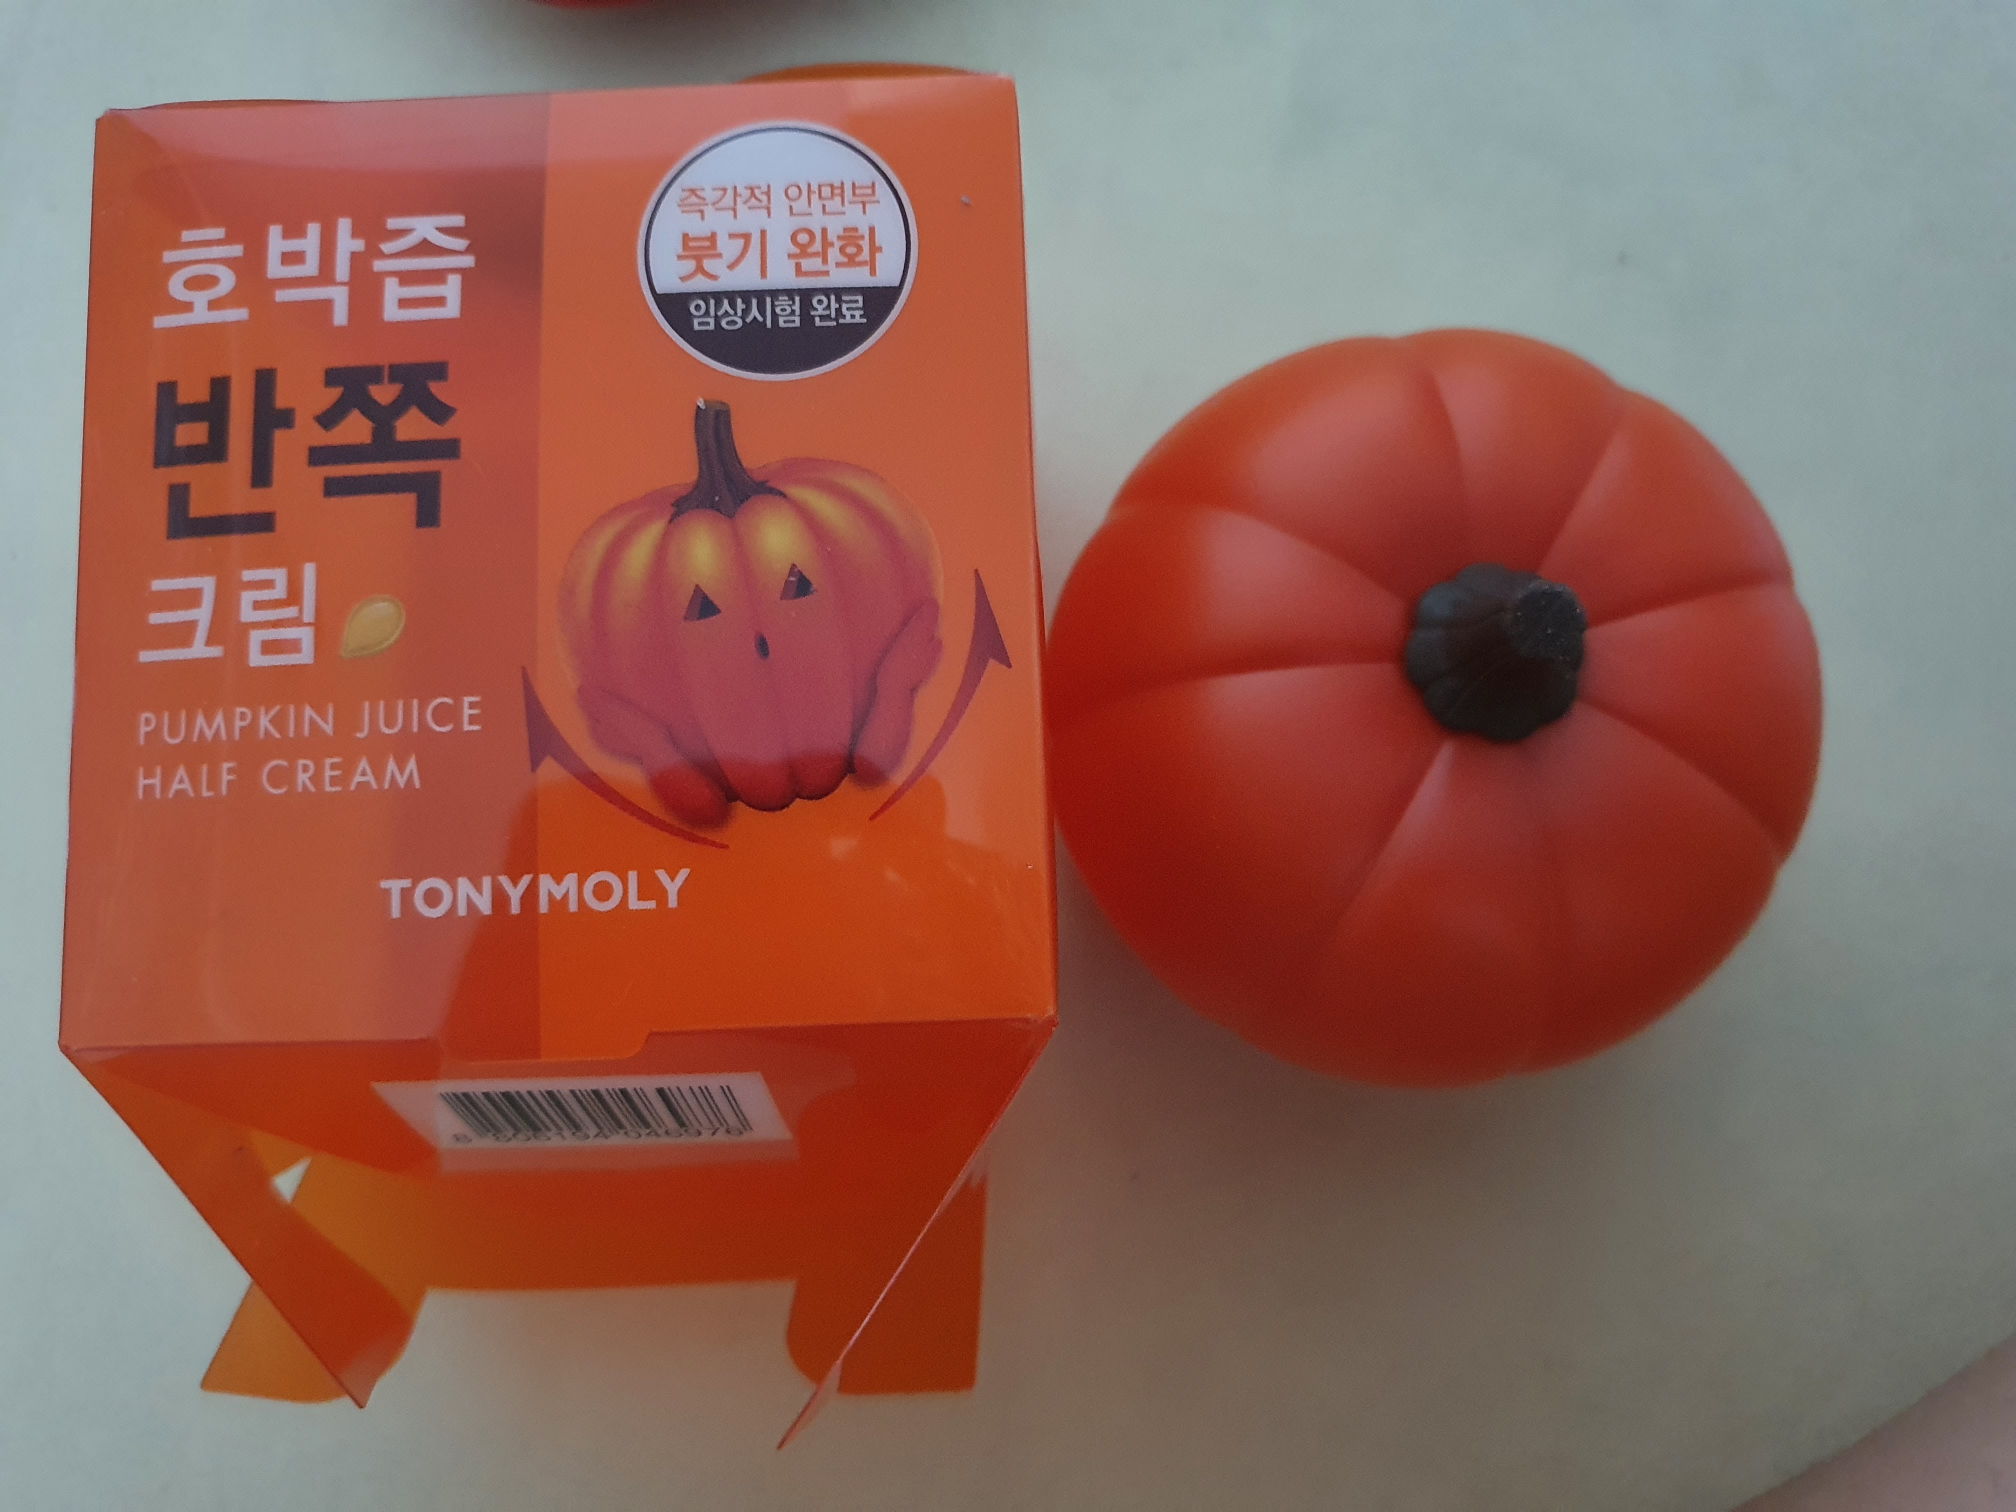 호박즙
반쪽
크림
PUMPKIN JUICE
HALF CREAM
즉각적 안면부
붓기 완화
임상시험 완료
TONYMOLY